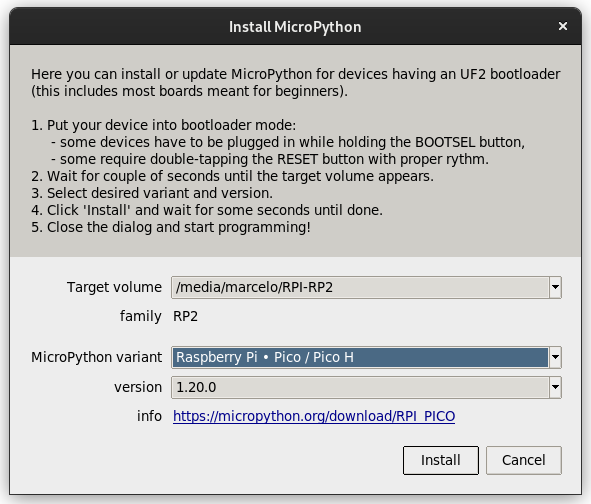 Install MicroPython
Here you can install or update MicroPython for devices having an UF2 bootloader
(this includes most boards meant for beginners).
1. Put your device into bootloader mode:
- some devices have to be plugged in while holding the BOOTSEL button,
- some require double-tapping the RESET button with proper rythm.
2. Wait for couple of seconds until the target volume appears.
3. Select desired variant and version.
4. Click 'Install' and wait for some seconds until done.
5. Close the dialog and start programming!
Target volume /media/marcelo/RPI-RP2
family RP2
MicroPython variant Raspberry Pi • Pico / Pico H
version 1.20.0
info https://micropython.org/download/RPI_PICO
Install Cancel